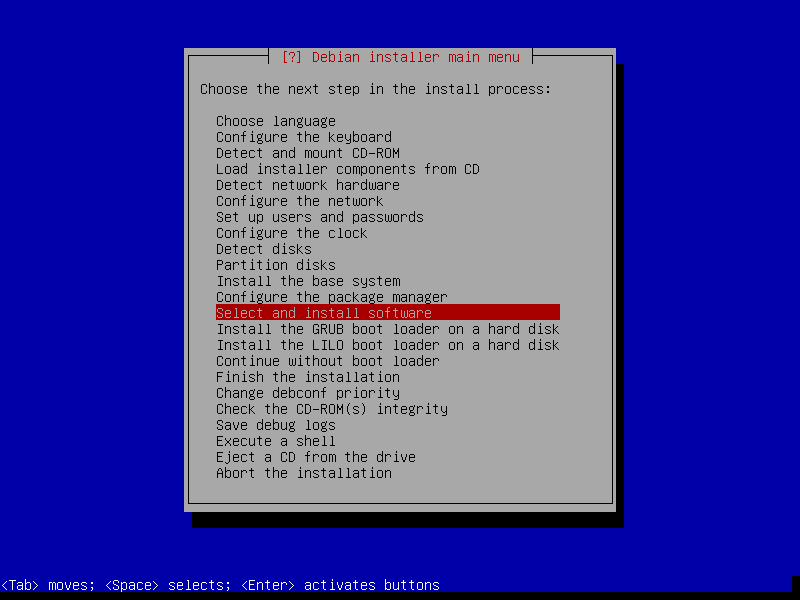 [?] Debian installer main menu
Choose the next step in the install process:
Choose language
Configure the keyboard
Detect and mount CD-ROM
Load installer components from CD
Detect network hardware
Configure the network
Set up users and passwords
Configure the clock
Detect disks
Partition disks
Install the base system
Configure the package manager
Select and install software
Install the GRUB boot loader on a hard disk
Install the LILO boot loader on a hard disk
Continue without boot loader
Finish the installation
Change debconf priority
Check the CD-ROM(s) integrity
Save debug logs
Execute a shell
Eject a CD from the drive
Abort the installation
<Tab> moves; <Space> selects; <Enter> activates buttons